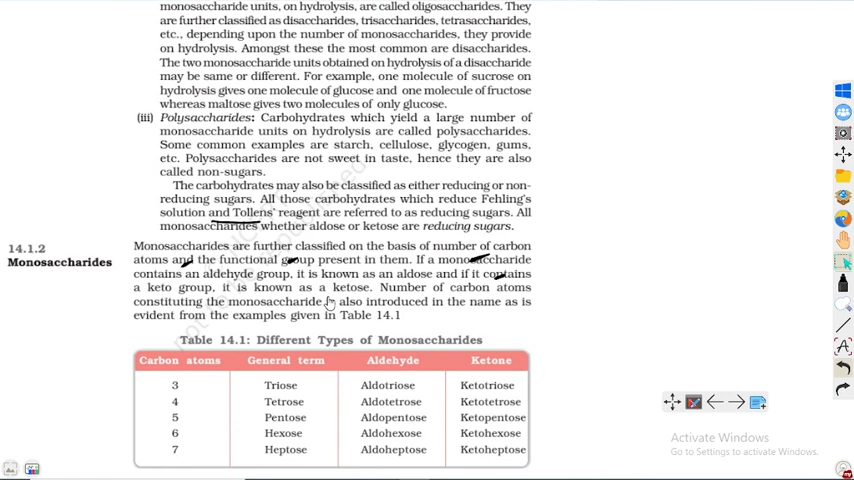 monosaccharide units, on hydrolysis, are called oligosaccharides. They
are further classified as disaccharides, trisaccharides, tetrasaccharides,
etc., depending upon the number of monosaccharides, they provide
on hydrolysis. Amongst these the most common are disaccharides.
The two monosaccharide units obtained on hydrolysis of a disaccharide
may be same or different. For example, one molecule of sucrose on
hydrolysis gives one molecule of glucose and one molecule of fructose
whereas maltose gives two molecules of only glucose.
(iii) Polysaccharides: Carbohydrates which yield a large number of
monosaccharide units on hydrolysis are called polysaccharides.
Some common examples are starch, cellulose, glycogen, gums,
etc. Polysaccharides are not sweet in taste, hence they are also
called non-sugars.
The carbohydrates may also be classified as either reducing or non-
reducing sugars. All those carbohydrates which reduce Fehling's
solution and Tollens' reagent are referred to as reducing sugars. All
monosaccharides whether aldose or ketose are reducing sugars.
14.1.2
Monosaccharides
Monosaccharides are further classified on the basis of number of carbon
atoms and the functional group present in them. If a monosaccharide
contains an aldehyde group, it is known as an aldose and if it contains
a keto group, it is known as a ketose. Number of carbon atoms
constituting the monosaccharide is also introduced in the name as is
evident from the examples given in Table 14.1
Table 14.1: Different Types of Monosaccharides
Carbon atoms General term Aldehyde Ketone
3 Triose Aldotriose Ketotriose
4 Tetrose Aldotetrose Ketotetrose
5 Pentose Aldopentose Ketopentose
6 Hexose Aldohexose Ketohexose
7 Heptose Aldoheptose Ketoheptose
Activate Windows
Go to Settings to activate Windows.